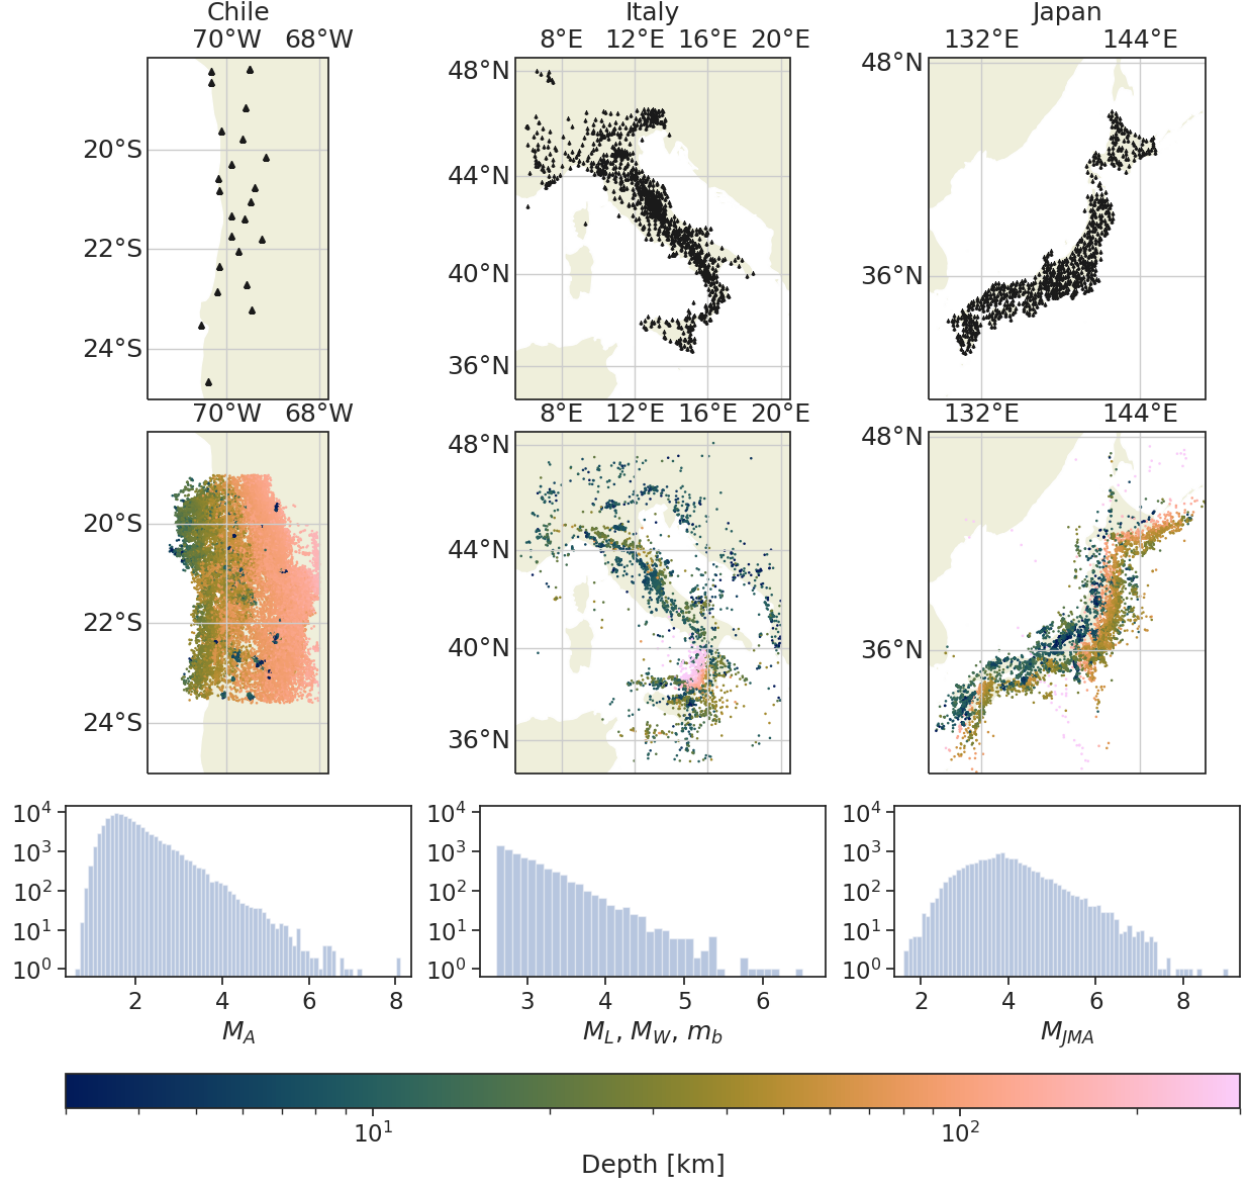 Chile Italy Japan
70°W 68°W 8°E 12°E 16°E 20°E 132°E 144°E
48°N 48°N
20°S 44°N
22°S 40°N 36°N
24°S 36°N
70°W 68°W 8°E 12°E 16°E 20°E 132°E 144°E
48°N 48°N
20°S 44°N
22°S 40°N 36°N
24°S 36°N
10⁴ 10⁴ 10⁴
10³ 10³ 10³
10² 10² 10²
10¹ 10¹ 10¹
10⁰ 10⁰ 10⁰
2 4 6 8 3 4 5 6 2 4 6 8
M_A M_L, M_W, m_b M_JMA
10¹ 10²
Depth [km]